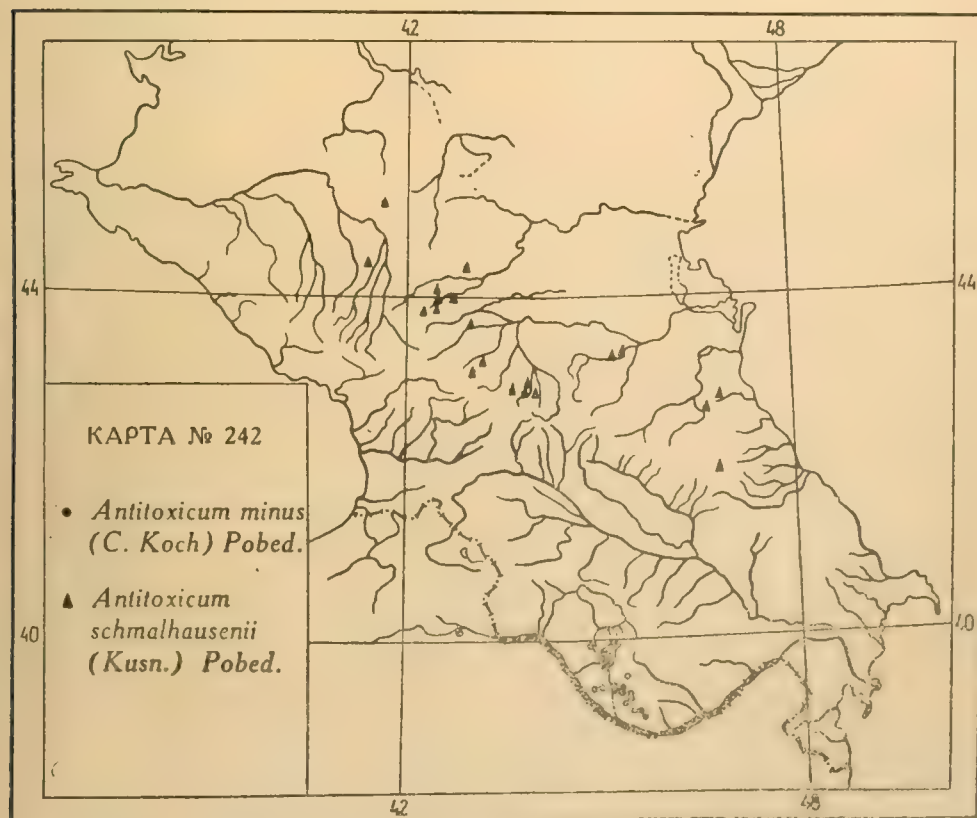 42 48
44 44
КАРТА № 242
Antitoxicum minus
(C. Koch) Pobed.
Antitoxicum
schmalhausenii
(Kusn.) Pobed.
40 40
42 48